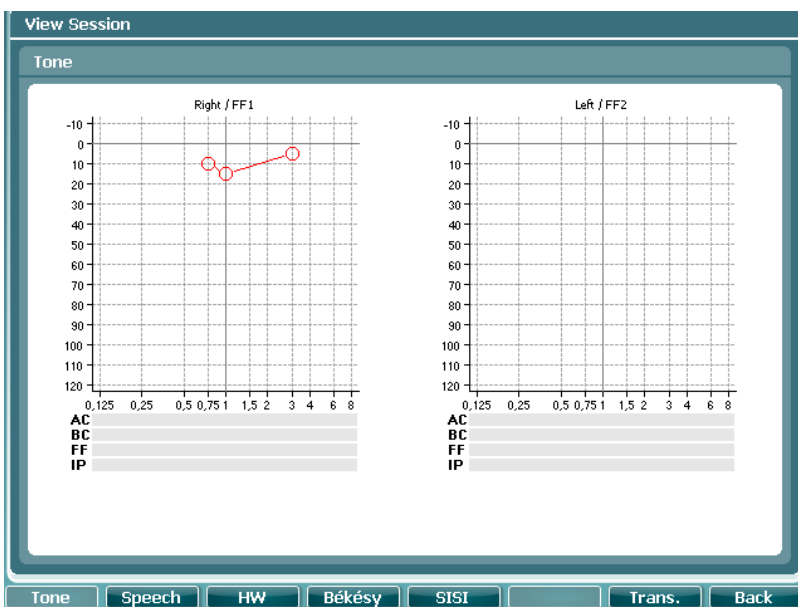 View Session
Tone
Right / FF1
Left / FF2
-10
0
10
20
30
40
50
60
70
80
90
100
110
120
0,125 0,25 0,5 0,75 1 1,5 2 3 4 6 8
AC
BC
FF
IP
-10
0
10
20
30
40
50
60
70
80
90
100
110
120
0,125 0,25 0,5 0,75 1 1,5 2 3 4 6 8
AC
BC
FF
IP
Tone Speech HW Békésy SISI Trans. Back